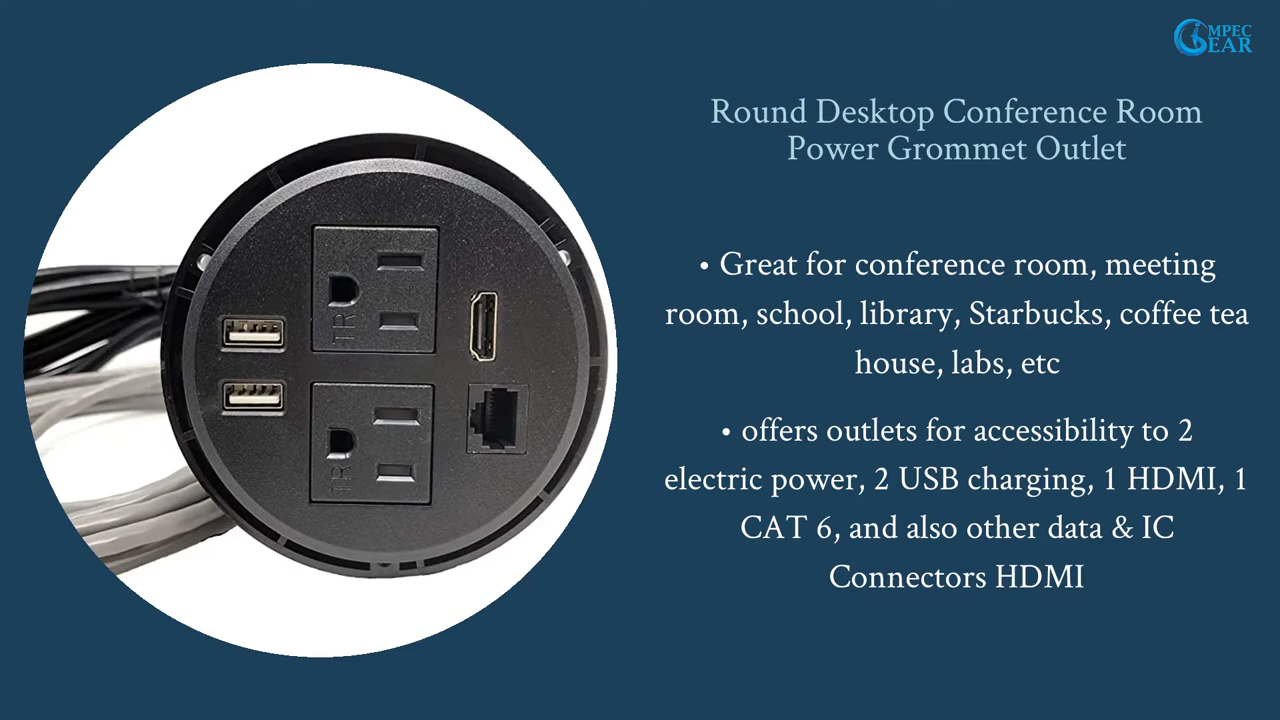 MPEC
GEAR
Round Desktop Conference Room
Power Grommet Outlet
• Great for conference room, meeting
room, school, library, Starbucks, coffee tea
house, labs, etc
• offers outlets for accessibility to 2
electric power, 2 USB charging, 1 HDMI, 1
CAT 6, and also other data & IC
Connectors HDMI
TR
TR